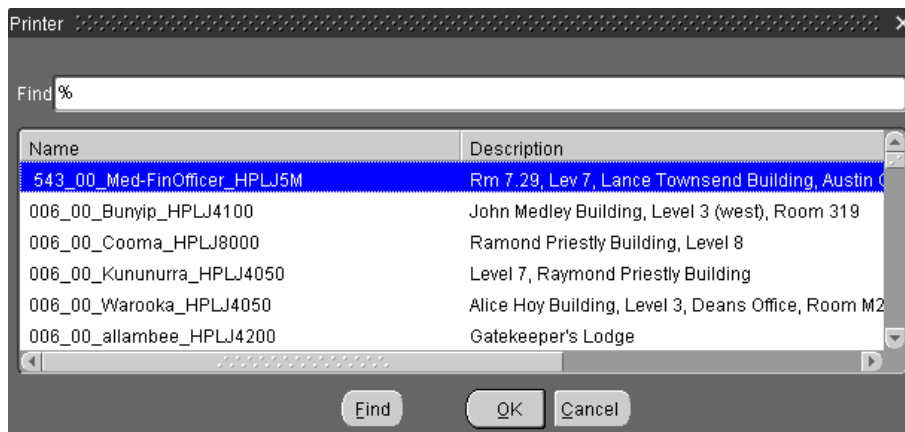 Printer
Find %
Name Description
543_00_Med-FinOfficer_HPLJ5M Rm 7.29, Lev 7, Lance Townsend Building, Austin
006_00_Bunyip_HPLJ4100 John Medley Building, Level 3 (west), Room 319
006_00_Cooma_HPLJ8000 Ramond Priestly Building, Level 8
006_00_Kununurra_HPLJ4050 Level 7, Raymond Priestly Building
006_00_Warooka_HPLJ4050 Alice Hoy Building, Level 3, Deans Office, Room M2
006_00_allambee_HPLJ4200 Gatekeeper's Lodge
Find OK Cancel